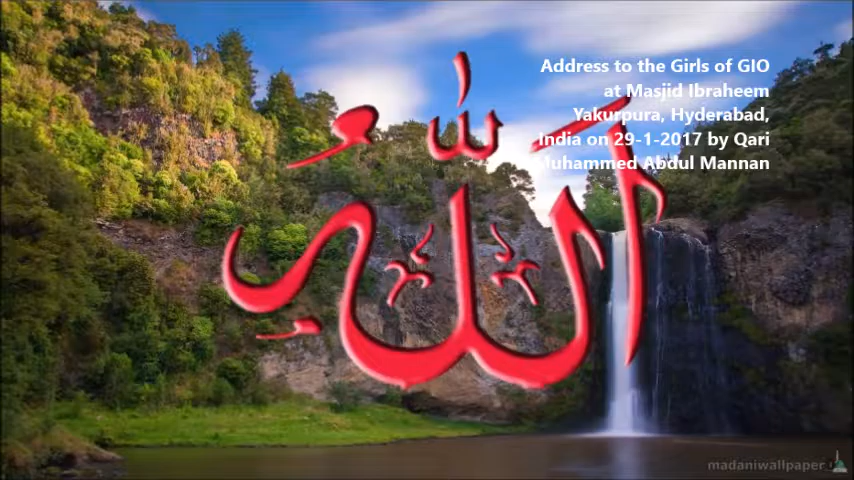 Address to the Girls of GIO
at Masjid Ibraheem
Yakurpura, Hyderabad,
India on 29-1-2017 by Qari
Muhammed Abdul Mannan
الله
madaniwallpaper